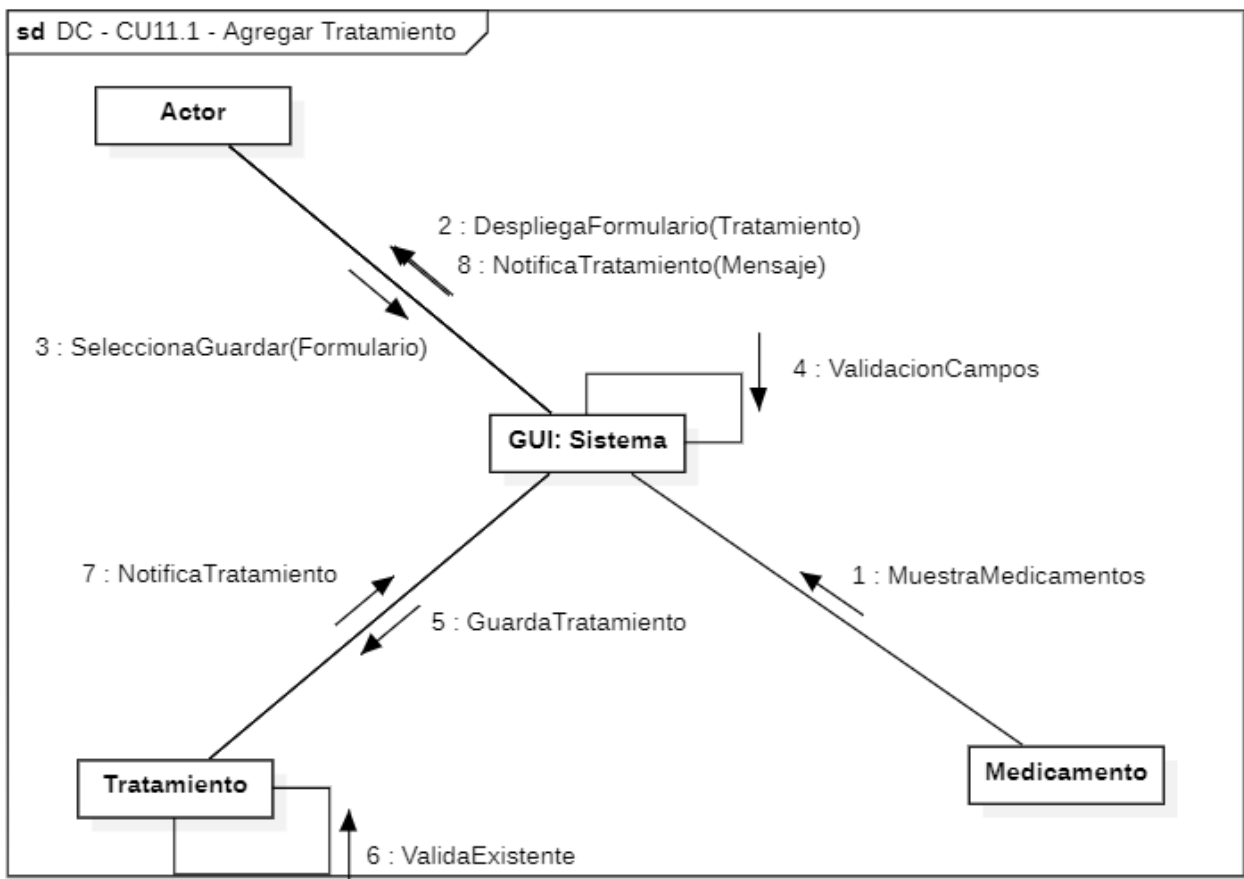 sd DC - CU11.1 - Agregar Tratamiento
Actor
2 : DespliegaFormulario(Tratamiento)
8 : NotificaTratamiento(Mensaje)
3 : SeleccionaGuardar(Formulario)
4 : ValidacionCampos
GUI: Sistema
7 : NotificaTratamiento
1 : MuestraMedicamentos
5 : GuardaTratamiento
Tratamiento
Medicamento
6 : ValidaExistente